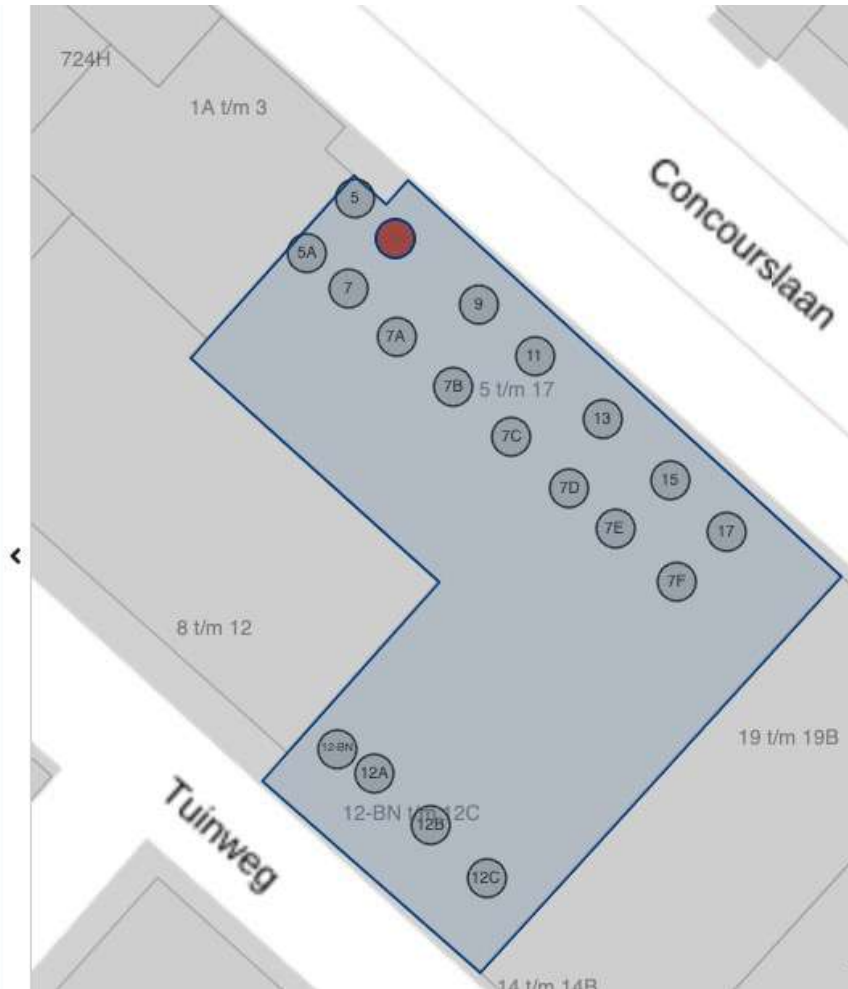 724H
1A t/m 3
Concourslaan
5
5A
7
9
7A
11
7B
5 t/m 17
13
7C
15
7D
7E
17
7F
8 t/m 12
19 t/m 19B
12-BN
12A
Tuinweg
12-BN t/m 12C
12B
12C
14 t/m 14B